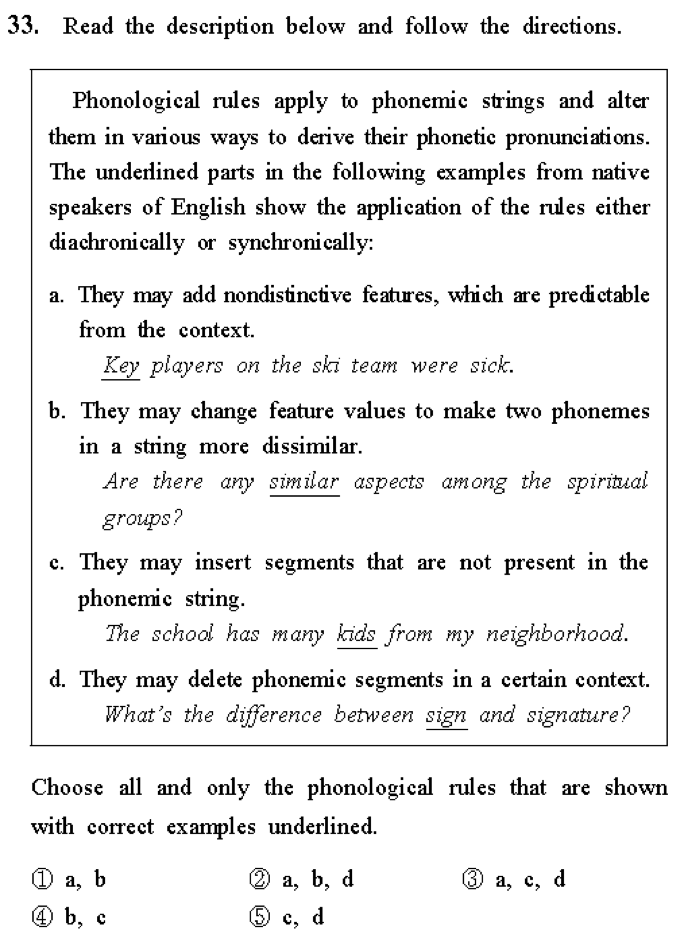 33. Read the description below and follow the directions.
Phonological rules apply to phonemic strings and alter
them in various ways to derive their phonetic pronunciations.
The underlined parts in the following examples from native
speakers of English show the application of the rules either
diachronically or synchronically:
a. They may add nondistinctive features, which are predictable
from the context.
Key players on the ski team were sick.
b. They may change feature values to make two phonemes
in a string more dissimilar.
Are there any similar aspects among the spiritual
groups?
c. They may insert segments that are not present in the
phonemic string.
The school has many kids from my neighborhood.
d. They may delete phonemic segments in a certain context.
What's the difference between sign and signature?
Choose all and only the phonological rules that are shown
with correct examples underlined.
① a, b ② a, b, d ③ a, c, d
④ b, c ⑤ c, d